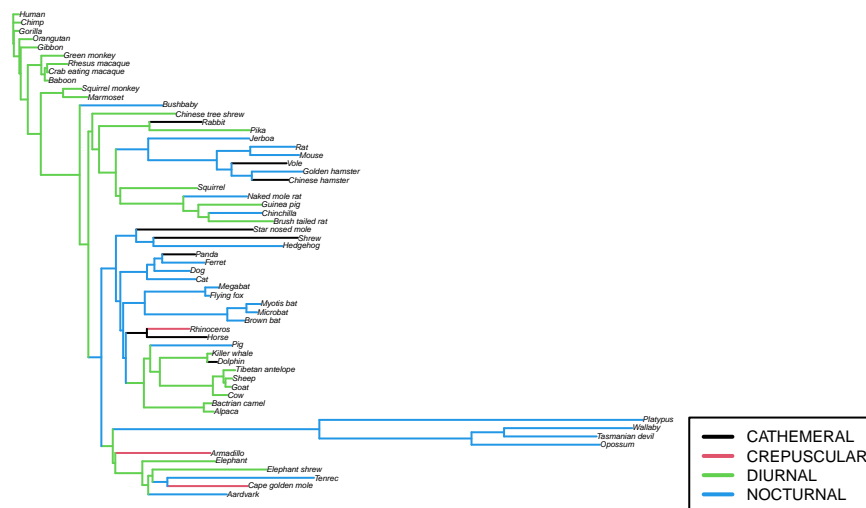 Human
Chimp
Gorilla
Orangutan
Gibbon
Green monkey
Rhesus macaque
Crab eating macaque
Baboon
Squirrel monkey
Marmoset
Bushbaby
Chinese tree shrew
Rabbit
Pika
Jerboa
Rat
Mouse
Vole
Golden hamster
Chinese hamster
Squirrel
Naked mole rat
Guinea pig
Chinchilla
Brush tailed rat
Star nosed mole
Shrew
Hedgehog
Panda
Ferret
Dog
Cat
Megabat
Flying fox
Myotis bat
Microbat
Brown bat
Rhinoceros
Horse
Pig
Killer whale
Dolphin
Tibetan antelope
Sheep
Goat
Cow
Bactrian camel
Alpaca
Platypus
Wallaby
Tasmanian devil
Opossum
Armadillo
Elephant
Elephant shrew
Tenrec
Cape golden mole
Aardvark
CATHEMERAL
CREPUSCULAR
DIURNAL
NOCTURNAL